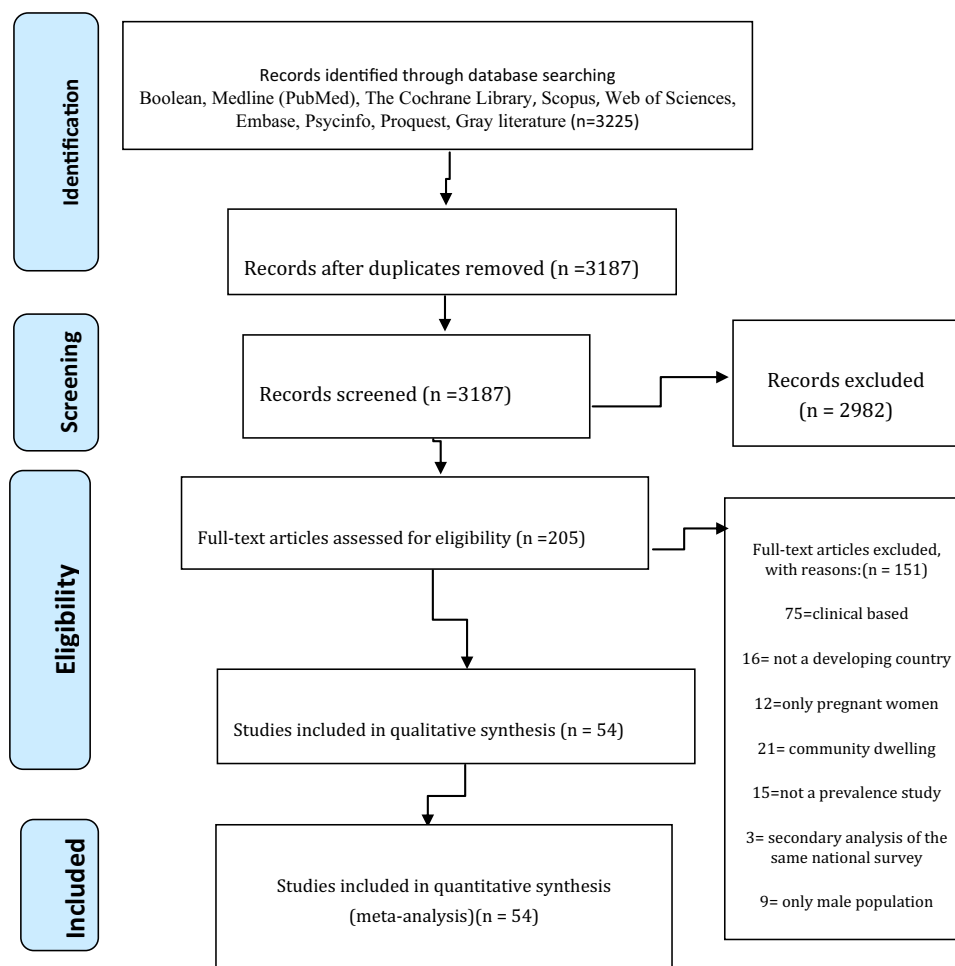 Identification
Records identified through database searching
Boolean, Medline (PubMed), The Cochrane Library, Scopus, Web of Sciences,
Embase, Psycinfo, Proquest, Gray literature (n=3225)
Records after duplicates removed (n =3187)
Screening
Records screened (n =3187)
Records excluded
(n = 2982)
Eligibility
Full-text articles assessed for eligibility (n =205)
Full-text articles excluded,
with reasons:(n = 151)
75=clinical based
16= not a developing country
12=only pregnant women
21= community dwelling
15=not a prevalence study
3= secondary analysis of the
same national survey
9= only male population
Studies included in qualitative synthesis (n = 54)
Included
Studies included in quantitative synthesis
(meta-analysis)(n = 54)